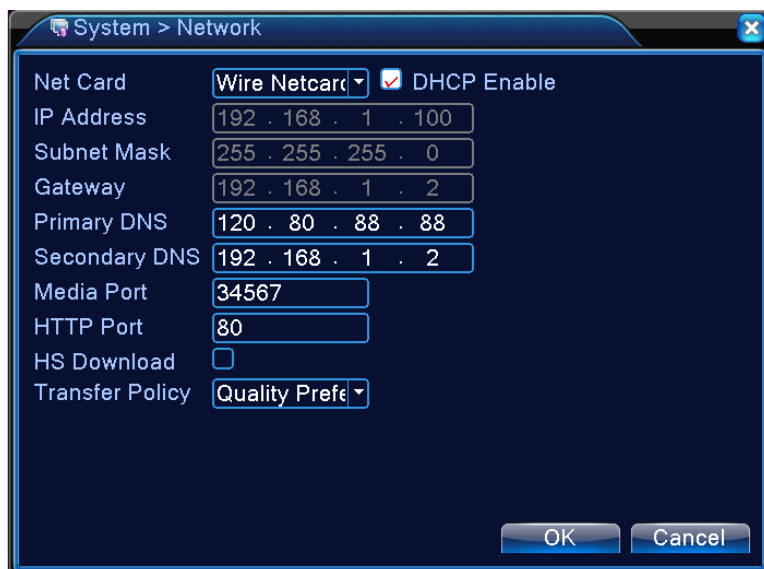 System > Network
Net Card Wire Netcard DHCP Enable
IP Address 192 . 168 . 1 . 100
Subnet Mask 255 . 255 . 255 . 0
Gateway 192 . 168 . 1 . 2
Primary DNS 120 . 80 . 88 . 88
Secondary DNS 192 . 168 . 1 . 2
Media Port 34567
HTTP Port 80
HS Download
Transfer Policy Quality Prefe
OK Cancel